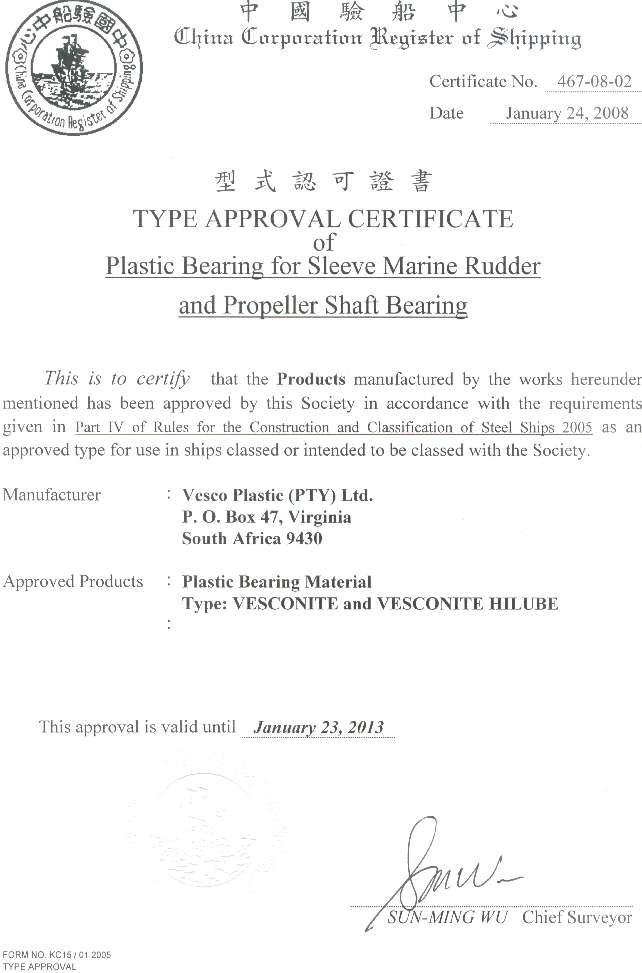 中國驗船中心
China Corporation Register of Shipping
中國驗船中心
China Corporation Register of Shipping
Certificate No. 467-08-02
Date January 24, 2008
型式認可證書
TYPE APPROVAL CERTIFICATE
of
Plastic Bearing for Sleeve Marine Rudder
and Propeller Shaft Bearing
This is to certify that the Products manufactured by the works hereunder
mentioned has been approved by this Society in accordance with the requirements
given in Part IV of Rules for the Construction and Classification of Steel Ships 2005 as an
approved type for use in ships classed or intended to be classed with the Society.
Manufacturer : Vesco Plastic (PTY) Ltd.
P. O. Box 47, Virginia
South Africa 9430
Approved Products : Plastic Bearing Material
Type: VESCONITE and VESCONITE HILUBE
:
This approval is valid until January 23, 2013
SUN-MING WU Chief Surveyor
FORM NO. KC15 / 01.2005
TYPE APPROVAL